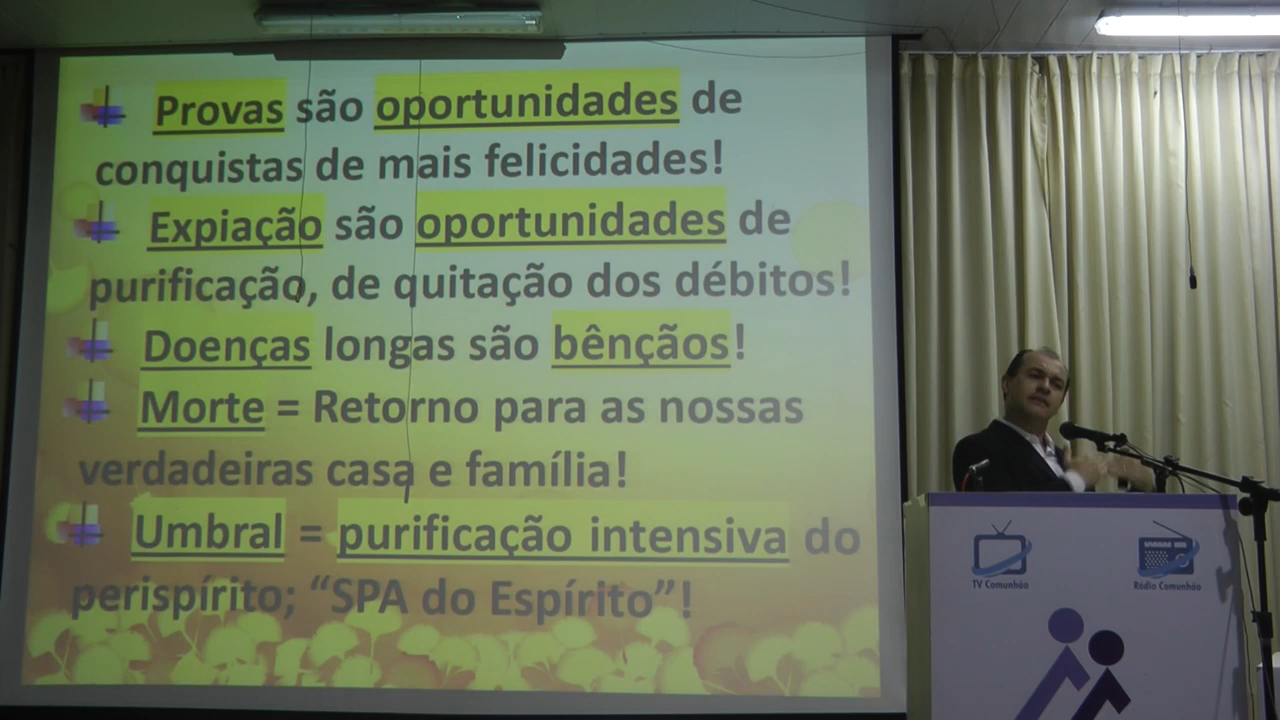 Provas são oportunidades de
conquistas de mais felicidades!
Expiação são oportunidades de
purificação, de quitação dos débitos!
Doenças longas são bênçãos!
Morte = Retorno para as nossas
verdadeiras casa e família!
Umbral = purificação intensiva do
perispírito; “SPA do Espírito”!
TV Comunhão
Rádio Comunhão